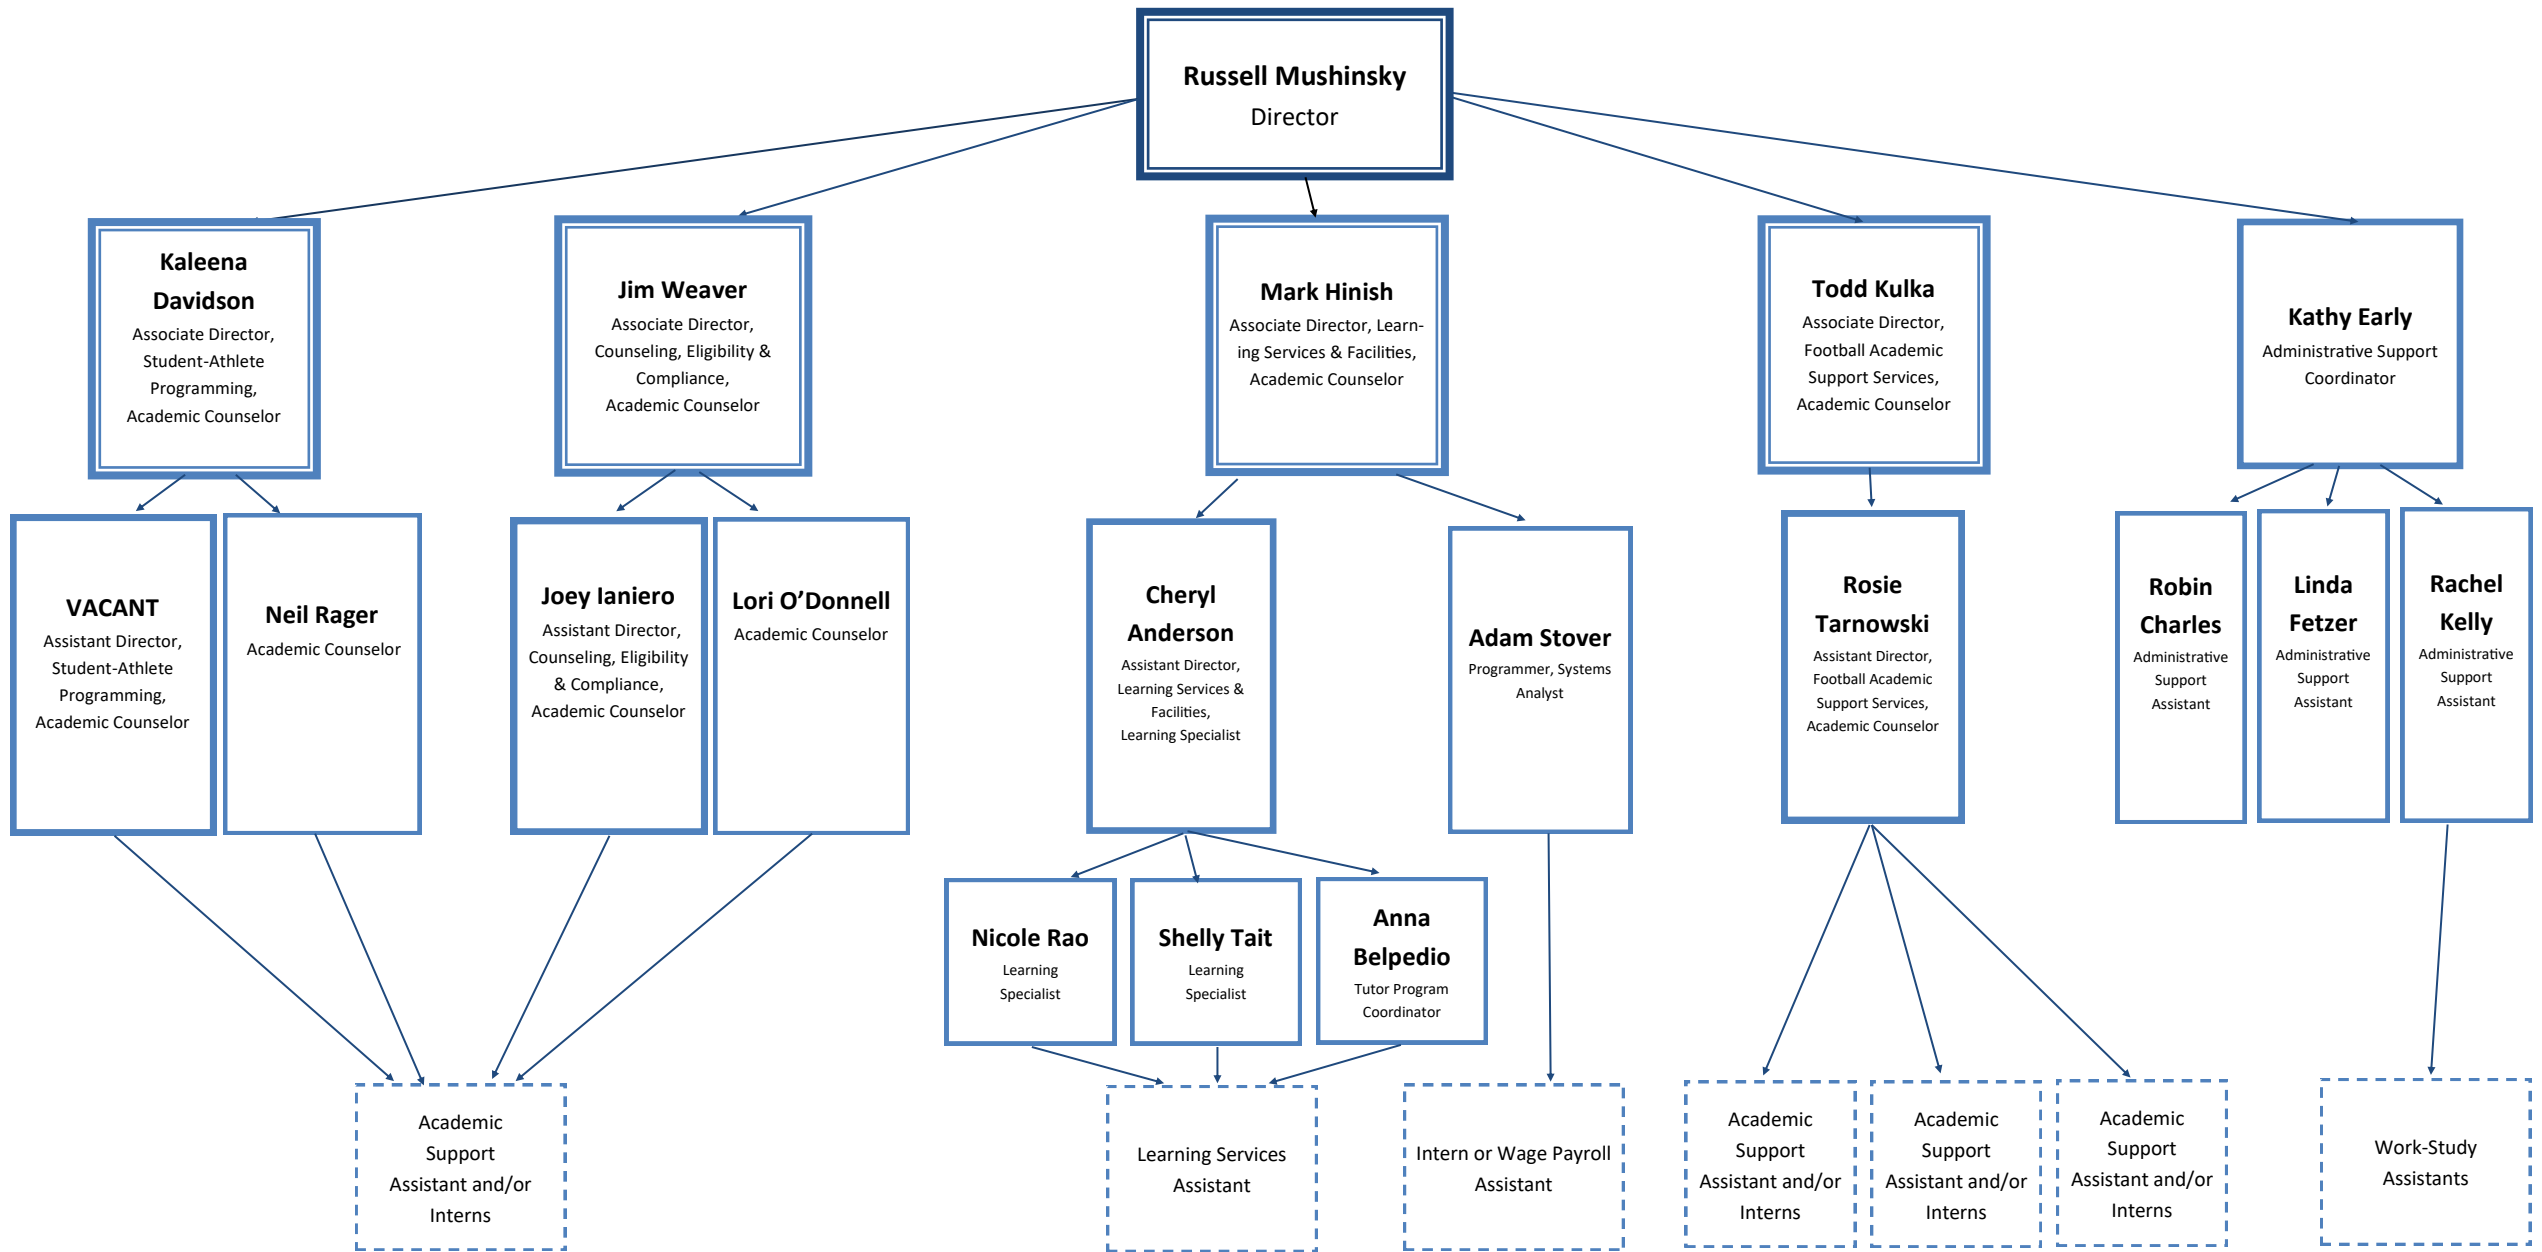 Russell Mushinsky
Director
Kaleena
Davidson
Associate Director,
Student-Athlete
Programming,
Academic Counselor
Jim Weaver
Associate Director,
Counseling, Eligibility &
Compliance,
Academic Counselor
Mark Hinish
Associate Director, Learn-
ing Services & Facilities,
Academic Counselor
Todd Kulka
Associate Director,
Football Academic
Support Services,
Academic Counselor
Kathy Early
Administrative Support
Coordinator
VACANT
Assistant Director,
Student-Athlete
Programming,
Academic Counselor
Neil Rager
Academic Counselor
Joey Ianiero
Assistant Director,
Counseling, Eligibility
& Compliance,
Academic Counselor
Lori O’Donnell
Academic Counselor
Cheryl
Anderson
Assistant Director,
Learning Services &
Facilities,
Learning Specialist
Adam Stover
Programmer, Systems
Analyst
Rosie
Tarnowski
Assistant Director,
Football Academic
Support Services,
Academic Counselor
Robin
Charles
Administrative
Support
Assistant
Linda
Fetzer
Administrative
Support
Assistant
Rachel
Kelly
Administrative
Support
Assistant
Nicole Rao
Learning
Specialist
Shelly Tait
Learning
Specialist
Anna
Belpedio
Tutor Program
Coordinator
Academic
Support
Assistant and/or
Interns
Learning Services
Assistant
Intern or Wage Payroll
Assistant
Academic
Support
Assistant and/or
Interns
Academic
Support
Assistant and/or
Interns
Academic
Support
Assistant and/or
Interns
Work-Study
Assistants